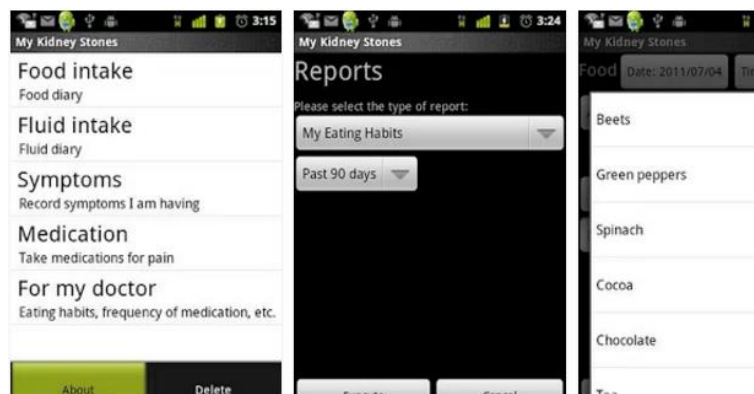 3:15
My Kidney Stones
Food intake
Food diary
Fluid intake
Fluid diary
Symptoms
Record symptoms I am having
Medication
Take medications for pain
For my doctor
Eating habits, frequency of medication, etc.
About Delete
3:24
My Kidney Stones
Reports
Please select the type of report:
My Eating Habits
Past 90 days
Cancel
My Kidney Stones
Food Date: 2011/07/04
Beets
Green peppers
Spinach
Cocoa
Chocolate
Tea